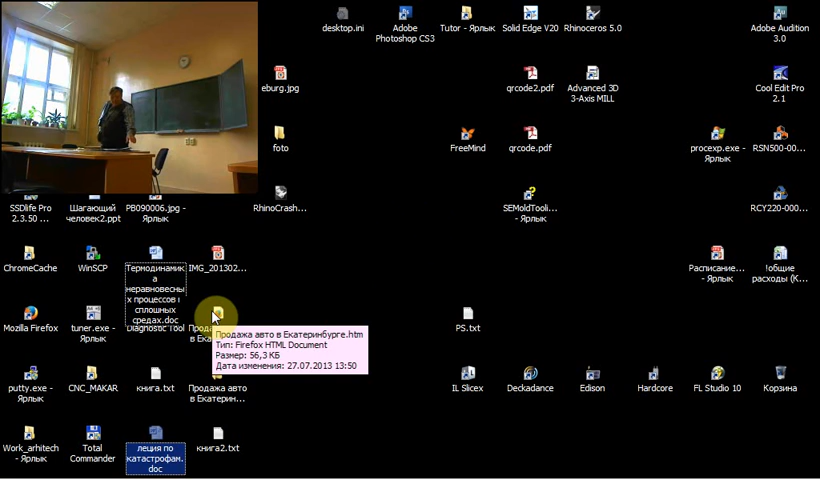 desktop.ini
Adobe
Photoshop CS3
Tutor - Ярлык
Solid Edge V20
Rhinoceros 5.0
Adobe Audition
3.0
eburg.jpg
qrcode2.pdf
Advanced 3D
3-Axis MILL
Cool Edit Pro
2.1
foto
FreeMind
qrcode.pdf
procexp.exe -
Ярлык
RSN500-00...
SSDlife Pro
2.3.50 ...
Шагающий
человек2.ppt
PB090006.jpg -
Ярлык
RhinoCrash...
SEMoldTooli...
- Ярлык
RCY220-000...
ChromeCache
WinSCP
Термодинамик
а
неравновесны
х процессов i
сплошных
средах.doc
IMG_201302...
Расписание...
- Ярлык
!общие
расходы (К...
Mozilla Firefox
tuner.exe -
Ярлык
Diagnostic Tool
PS.txt
Продажа авто в Екатеринбурге.htm
Тип: Firefox HTML Document
Размер: 56,3 КБ
Дата изменения: 27.07.2013 13:50
putty.exe -
Ярлык
CNC_MAKAR
книга.txt
Продажа авто
в Екатерин...
IL Slicex
Deckadance
Edison
Hardcore
FL Studio 10
Корзина
Work_arhitech
- Ярлык
Total
Commander
леция по
катастрофам.
doc
книга2.txt